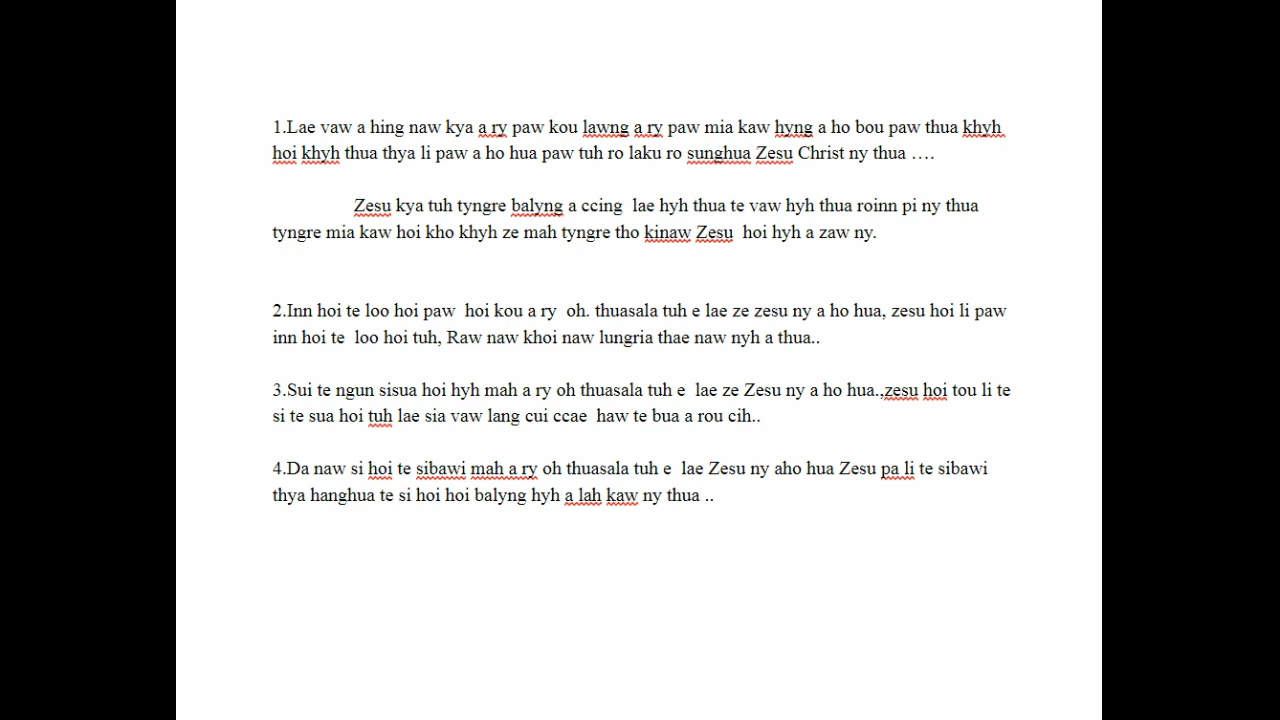 1.Lae vaw a hing naw kya a ry paw kou lawng a ry paw mia kaw hyng a ho bou paw thua khyh
hoi khyh thua thya li paw a ho hua paw tuh ro laku ro sunghua Zesu Christ ny thua ….
Zesu kya tuh tyngre balyng a ccing  lae hyh thua te vaw hyh thua roinn pi ny thua
tyngre mia kaw hoi kho khyh ze mah tyngre tho kinaw Zesu  hoi hyh a zaw ny.
2.Inn hoi te loo hoi paw  hoi kou a ry  oh. thuasala tuh e lae ze zesu ny a ho hua, zesu hoi li paw
inn hoi te  loo hoi tuh, Raw naw khoi naw lungria thae naw nyh a thua..
3.Sui te ngun sisua hoi hyh mah a ry oh thuasala tuh e  lae ze Zesu ny a ho hua.,zesu hoi tou li te
si te sua hoi tuh lae sia vaw lang cui ccae  haw te bua a rou cih..
4.Da naw si hoi te sibawi mah a ry oh thuasala tuh e  lae Zesu ny aho hua Zesu pa li te sibawi
thya hanghua te si hoi hoi balyng hyh a lah kaw ny thua ..